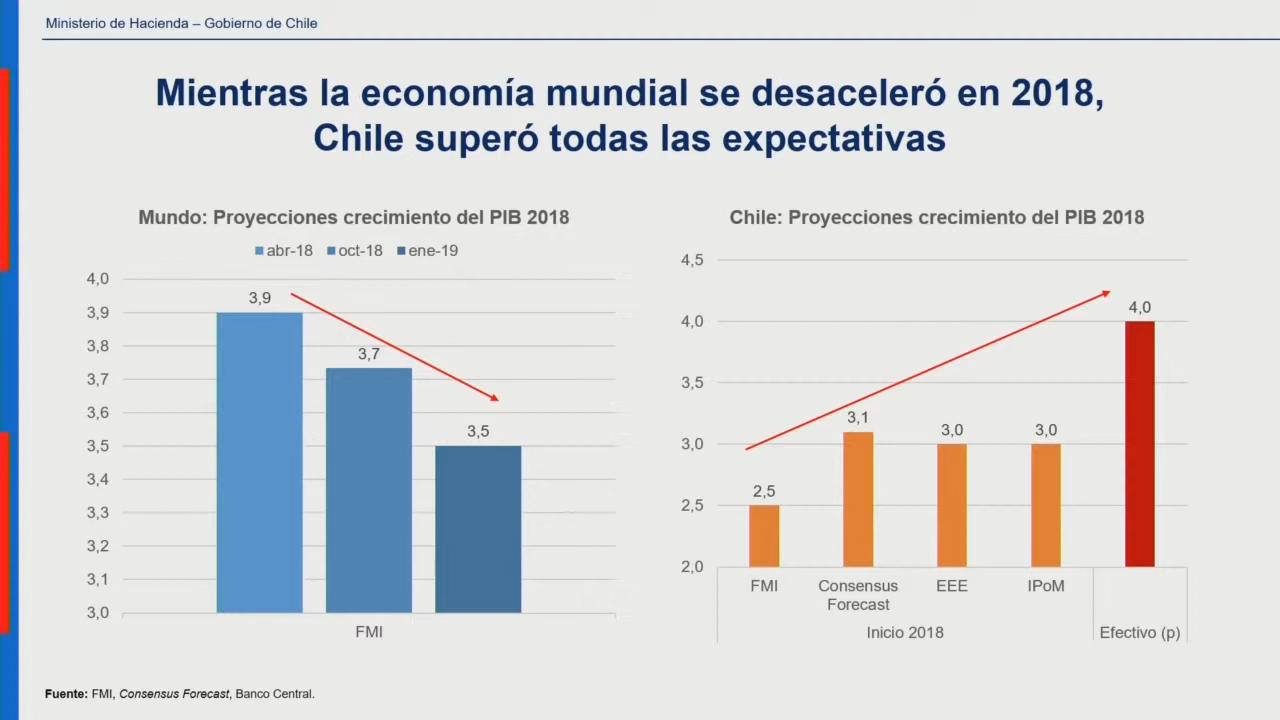 Ministerio de Hacienda – Gobierno de Chile
Mientras la economía mundial se desaceleró en 2018,
Chile superó todas las expectativas
Mundo: Proyecciones crecimiento del PIB 2018
abr-18 oct-18 ene-19
4,0
3,9
3,8
3,7
3,6
3,5
3,4
3,3
3,2
3,1
3,0
3,9
3,7
3,5
FMI
Chile: Proyecciones crecimiento del PIB 2018
4,5
4,0
3,5
3,0
2,5
2,0
2,5
3,1
3,0
3,0
4,0
FMI
Consensus
Forecast
EEE
IPoM
Inicio 2018
Efectivo (p)
Fuente: FMI, Consensus Forecast, Banco Central.